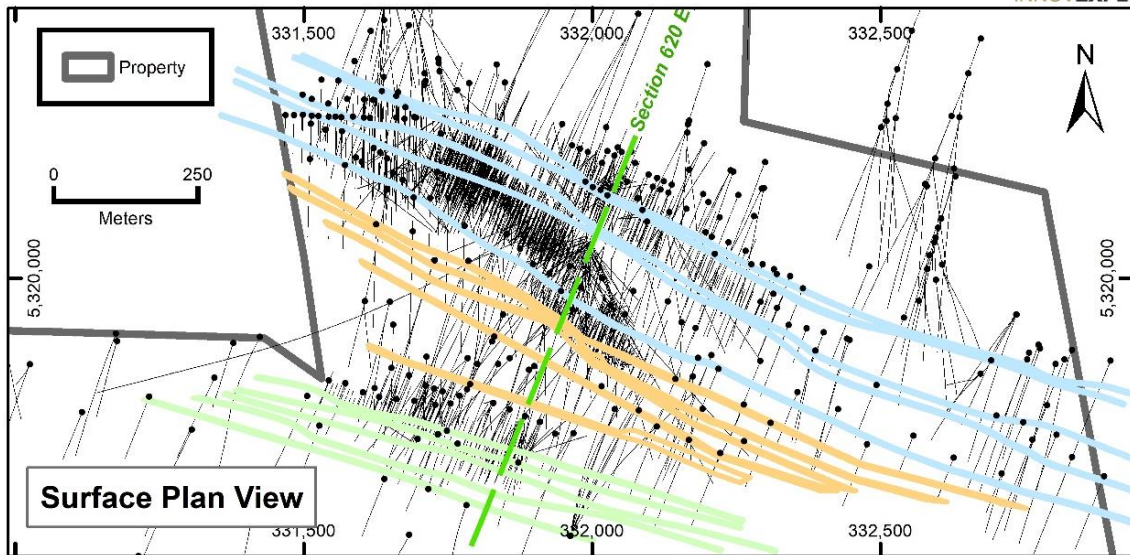 331,500
332,000
332,500
Section 620 E
Property
N
0
250
Meters
5,320,000
5,320,000
Surface Plan View
331,500
332,000
332,500